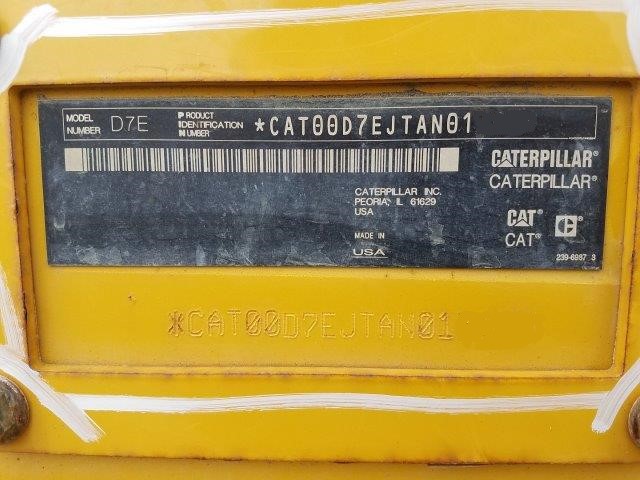 MODEL NUMBER D7E PRODUCT IDENTIFICATION NUMBER *CAT00D7EJTAN01
CATERPILLAR®
CATERPILLAR®
CATERPILLAR INC.
PEORIA, IL 61629
USA
MADE IN
USA
CAT® C®
CAT®
239-6987 3
*CAT00D7EJTAN01